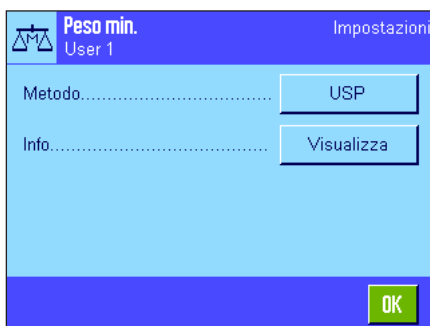 Peso min.
Impostazioni
User 1
Metodo.................................... USP
Info......................................... Visualizza
OK